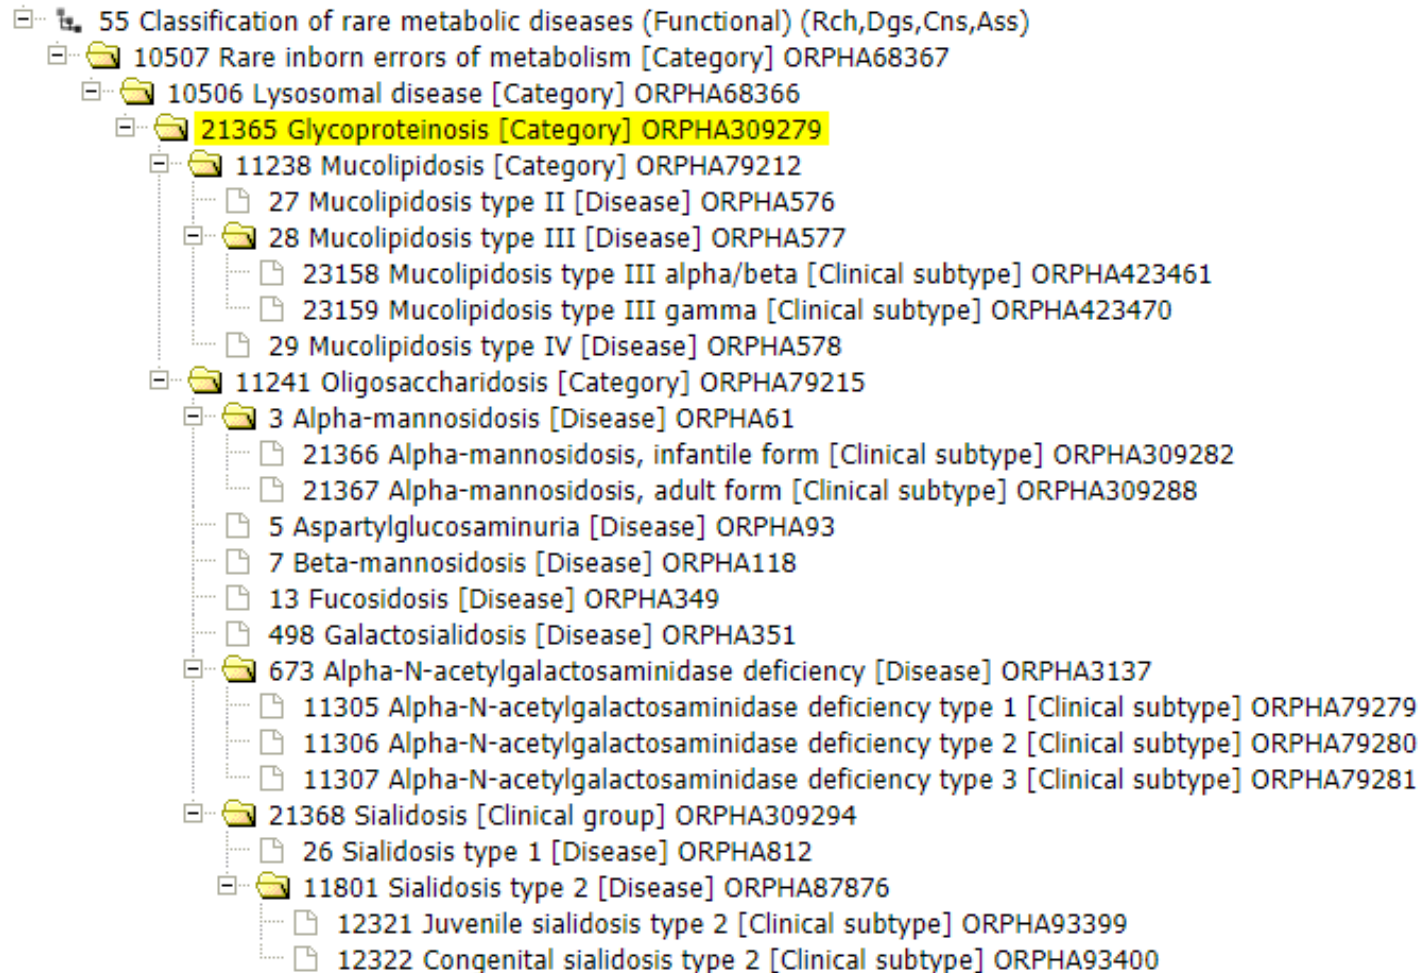 55 Classification of rare metabolic diseases (Functional) (Rch,Dgs,Cns,Ass)
10507 Rare inborn errors of metabolism [Category] ORPHA68367
10506 Lysosomal disease [Category] ORPHA68366
21365 Glycoproteinosis [Category] ORPHA309279
11238 Mucolipidosis [Category] ORPHA79212
27 Mucolipidosis type II [Disease] ORPHA576
28 Mucolipidosis type III [Disease] ORPHA577
23158 Mucolipidosis type III alpha/beta [Clinical subtype] ORPHA423461
23159 Mucolipidosis type III gamma [Clinical subtype] ORPHA423470
29 Mucolipidosis type IV [Disease] ORPHA578
11241 Oligosaccharidosis [Category] ORPHA79215
3 Alpha-mannosidosis [Disease] ORPHA61
21366 Alpha-mannosidosis, infantile form [Clinical subtype] ORPHA309282
21367 Alpha-mannosidosis, adult form [Clinical subtype] ORPHA309288
5 Aspartylglucosaminuria [Disease] ORPHA93
7 Beta-mannosidosis [Disease] ORPHA118
13 Fucosidosis [Disease] ORPHA349
498 Galactosialidosis [Disease] ORPHA351
673 Alpha-N-acetylgalactosaminidase deficiency [Disease] ORPHA3137
11305 Alpha-N-acetylgalactosaminidase deficiency type 1 [Clinical subtype] ORPHA79279
11306 Alpha-N-acetylgalactosaminidase deficiency type 2 [Clinical subtype] ORPHA79280
11307 Alpha-N-acetylgalactosaminidase deficiency type 3 [Clinical subtype] ORPHA79281
21368 Sialidosis [Clinical group] ORPHA309294
26 Sialidosis type 1 [Disease] ORPHA812
11801 Sialidosis type 2 [Disease] ORPHA87876
12321 Juvenile sialidosis type 2 [Clinical subtype] ORPHA93399
12322 Congenital sialidosis type 2 [Clinical subtype] ORPHA93400